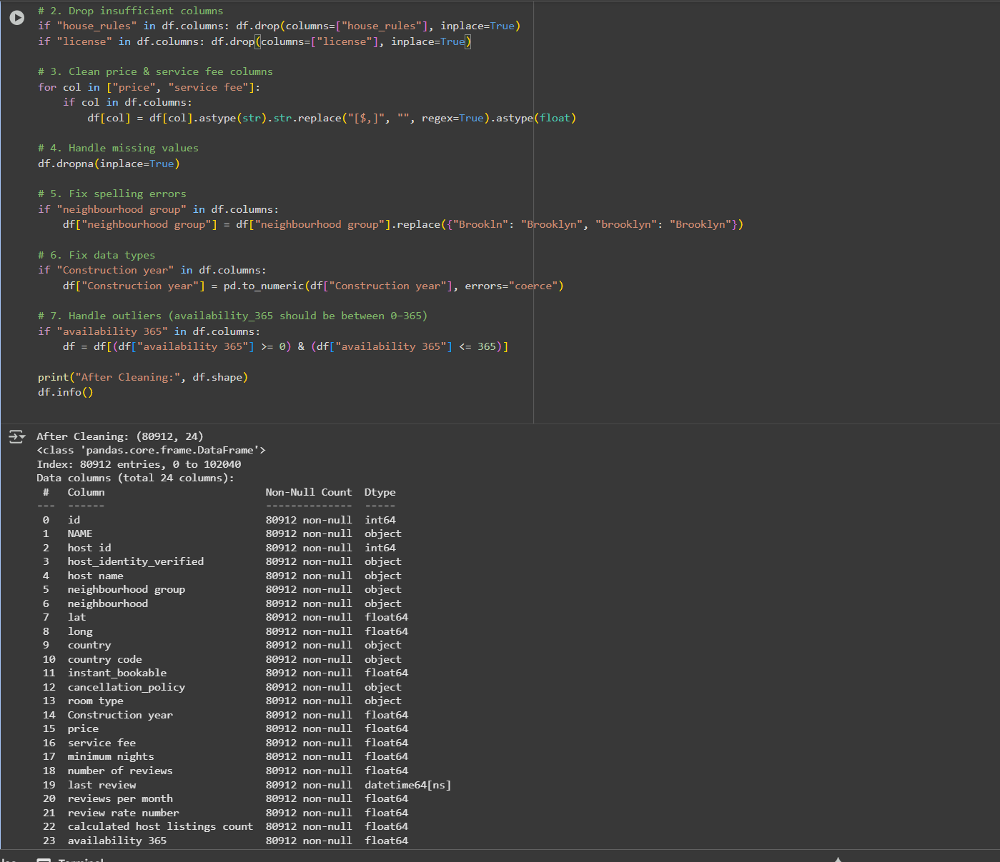 # 2. Drop insufficient columns
if "house_rules" in df.columns: df.drop(columns=["house_rules"], inplace=True)
if "license" in df.columns: df.drop(columns=["license"], inplace=True)
# 3. Clean price & service fee columns
for col in ["price", "service fee"]:
    if col in df.columns:
        df[col] = df[col].astype(str).str.replace("[$,]", "", regex=True).astype(float)
# 4. Handle missing values
df.dropna(inplace=True)
# 5. Fix spelling errors
if "neighbourhood group" in df.columns:
    df["neighbourhood group"] = df["neighbourhood group"].replace({"Brookln": "Brooklyn", "brooklyn": "Brooklyn"})
# 6. Fix data types
if "Construction year" in df.columns:
    df["Construction year"] = pd.to_numeric(df["Construction year"], errors="coerce")
# 7. Handle outliers (availability_365 should be between 0–365)
if "availability 365" in df.columns:
    df = df[(df["availability 365"] >= 0) & (df["availability 365"] <= 365)]
print("After Cleaning:", df.shape)
df.info()
After Cleaning: (80912, 24)
<class 'pandas.core.frame.DataFrame'>
Index: 80912 entries, 0 to 102040
Data columns (total 24 columns):
 #   Column                          Non-Null Count  Dtype
---  ------                          --------------  -----
 0   id                              80912 non-null  int64
 1   NAME                            80912 non-null  object
 2   host id                         80912 non-null  int64
 3   host_identity_verified          80912 non-null  object
 4   host name                       80912 non-null  object
 5   neighbourhood group             80912 non-null  object
 6   neighbourhood                   80912 non-null  object
 7   lat                             80912 non-null  float64
 8   long                            80912 non-null  float64
 9   country                         80912 non-null  object
 10  country code                    80912 non-null  object
 11  instant_bookable                80912 non-null  float64
 12  cancellation_policy             80912 non-null  object
 13  room type                       80912 non-null  object
 14  Construction year               80912 non-null  float64
 15  price                           80912 non-null  float64
 16  service fee                     80912 non-null  float64
 17  minimum nights                  80912 non-null  float64
 18  number of reviews               80912 non-null  float64
 19  last review                     80912 non-null  datetime64[ns]
 20  reviews per month               80912 non-null  float64
 21  review rate number              80912 non-null  float64
 22  calculated host listings count  80912 non-null  float64
 23  availability 365                80912 non-null  float64
Terminal